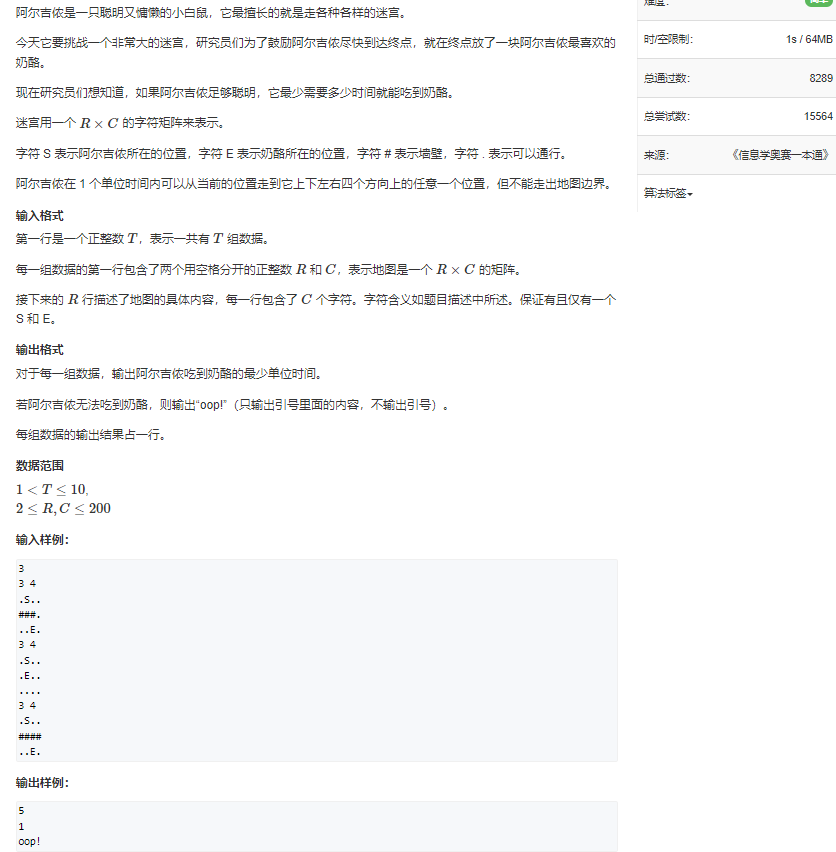 阿尔吉侬是一只聪明又慵懒的小白鼠，它最擅长的就是走各种各样的迷宫。
今天它要挑战一个非常大的迷宫，研究员们为了鼓励阿尔吉侬尽快到达终点，就在终点放了一块阿尔吉侬最喜欢的
奶酪。
现在研究员们想知道，如果阿尔吉侬足够聪明，它最少需要多少时间就能吃到奶酪。
迷宫用一个 R × C 的字符矩阵来表示。
字符 S 表示阿尔吉侬所在的位置，字符 E 表示奶酪所在的位置，字符 # 表示墙壁，字符 . 表示可以通行。
阿尔吉侬在 1 个单位时间内可以从当前的位置走到它上下左右四个方向上的任意一个位置，但不能走出地图边界。
输入格式
第一行是一个正整数 T，表示一共有 T 组数据。
每一组数据的第一行包含了两个用空格分开的正整数 R 和 C，表示地图是一个 R × C 的矩阵。
接下来的 R 行描述了地图的具体内容，每一行包含了 C 个字符。字符含义如题目描述中所述。保证有且仅有一个
S 和 E。
输出格式
对于每一组数据，输出阿尔吉侬吃到奶酪的最少单位时间。
若阿尔吉侬无法吃到奶酪，则输出“oop!”（只输出引号里面的内容，不输出引号）。
每组数据的输出结果占一行。
数据范围
1 < T ≤ 10,
2 ≤ R, C ≤ 200
输入样例：
3
3 4
.S..
###.
..E.
3 4
.S..
.E..
....
3 4
.S..
####
..E.
输出样例：
5
1
oop!
难度：
简单
时/空限制：
1s / 64MB
总通过数：
8289
总尝试数：
15564
来源：
《信息学奥赛一本通》
算法标签